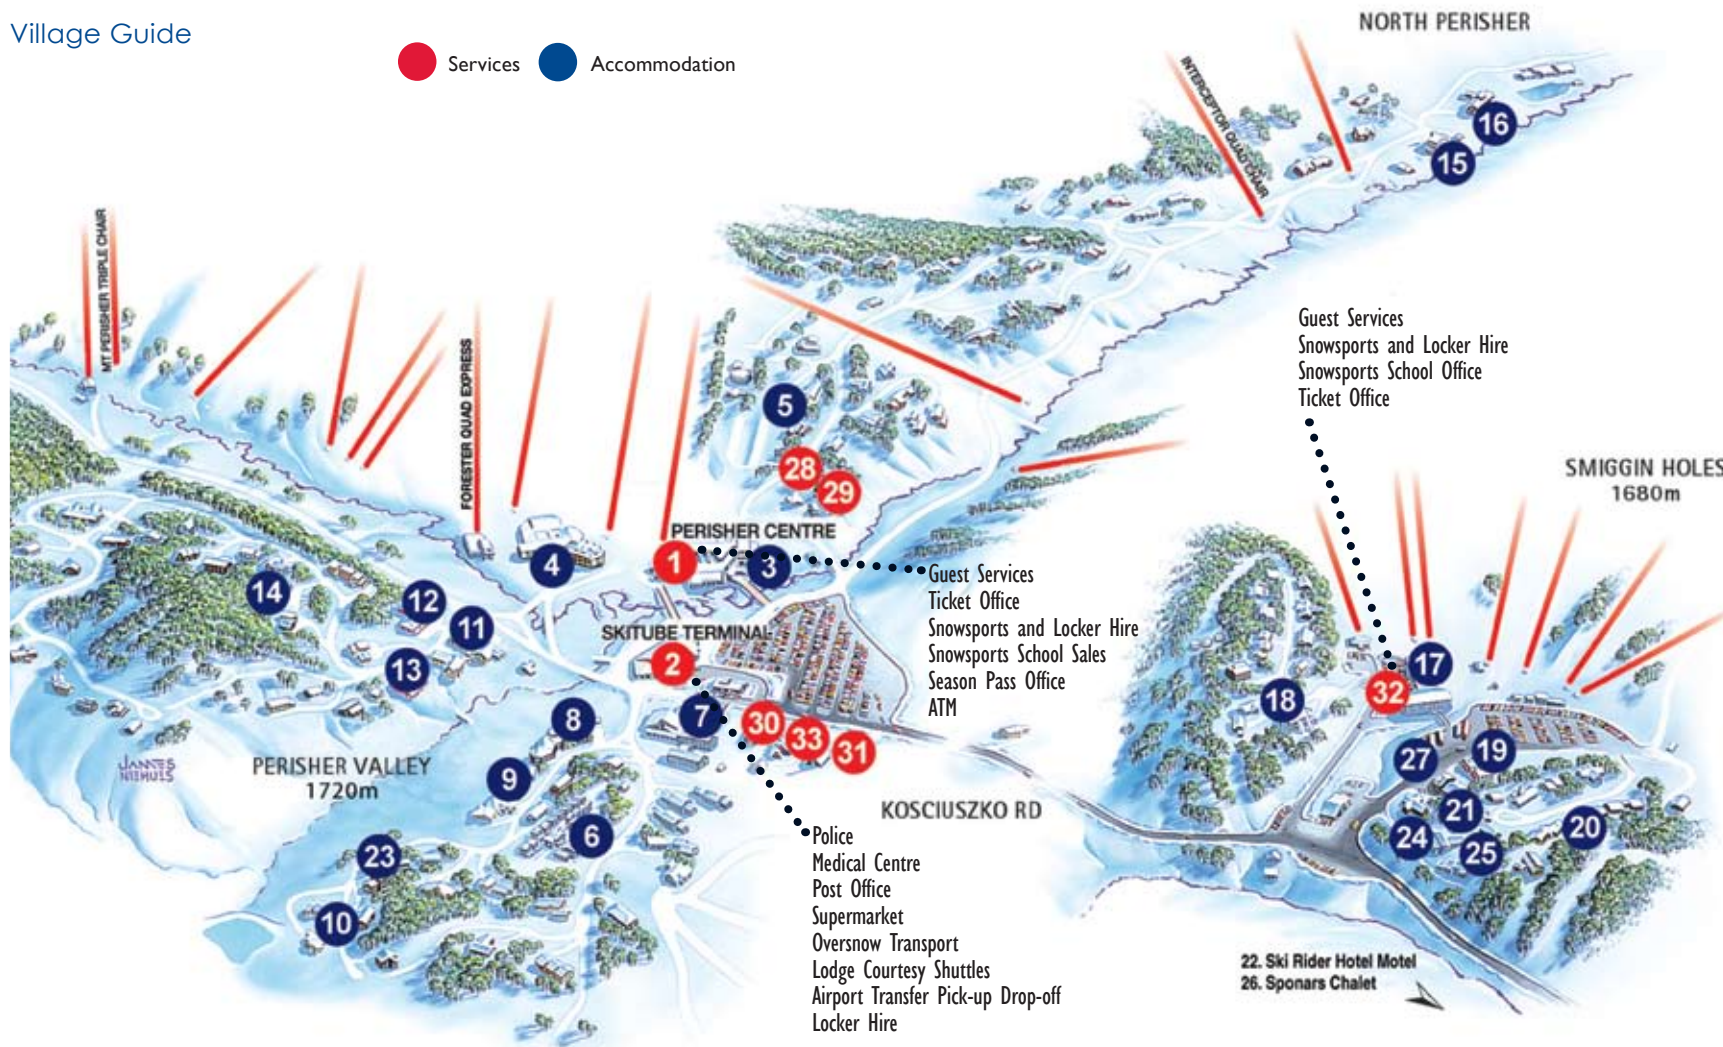 Village Guide
Services
Accommodation
NORTH PERISHER
INTERCEPTOR QUAD CHAIR
16
15
MT PERISHER TRIPLE CHAIR
FORESTER QUAD EXPRESS
5
28
29
Guest Services
Snowsports and Locker Hire
Snowsports School Office
Ticket Office
SMIGGIN HOLES
1680m
PERISHER CENTRE
4
1
3
Guest Services
Ticket Office
Snowsports and Locker Hire
Snowsports School Sales
Season Pass Office
ATM
14
12
11
13
SKITUBE TERMINAL
2
7
30
33
31
8
9
6
PERISHER VALLEY
1720m
JAMES
NIEHUES
23
10
KOSCIUSZKO RD
Police
Medical Centre
Post Office
Supermarket
Oversnow Transport
Lodge Courtesy Shuttles
Airport Transfer Pick-up Drop-off
Locker Hire
17
32
18
27
19
21
24
25
20
22. Ski Rider Hotel Motel
26. Sponars Chalet